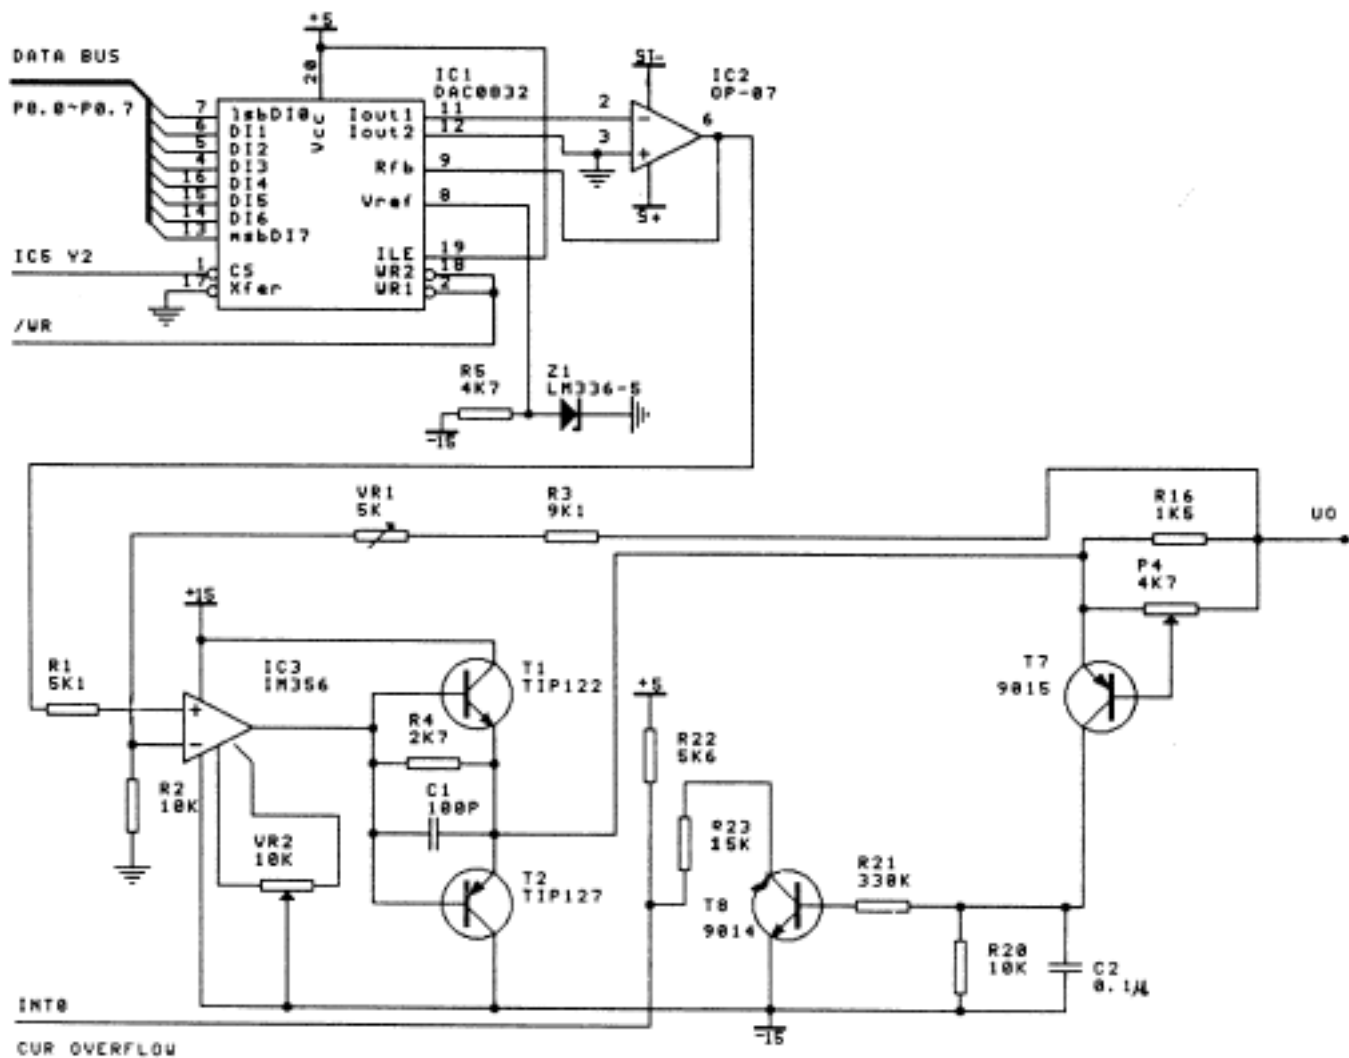 +5
DATA BUS
P0.0~P0.7
20
IC1
DAC0832
IC2
OP-07
7 lsbDI0
6 DI1
5 DI2
4 DI3
16 DI4
15 DI5
14 DI6
13 msbDI7
Vcc
Iout1 11
Iout2 12
Rfb 9
Vref 8
ILE 19
WR2 18
WR1 2
IC5 Y2
1 CS
17 Xfer
/WR
2
3
6
R5
4K7
Z1
LM336-5
-15
VR1
5K
R3
9K1
R16
1K5
UO
P4
4K7
+15
R1
5K1
IC3
IM356
T1
TIP122
R4
2K7
C1
100P
T2
TIP127
R2
10K
VR2
10K
+5
R22
5K6
R23
15K
T8
9014
T7
9015
R21
330K
R20
10K
C2
0.1µ
-15
INT0
CUR OVERFLOW